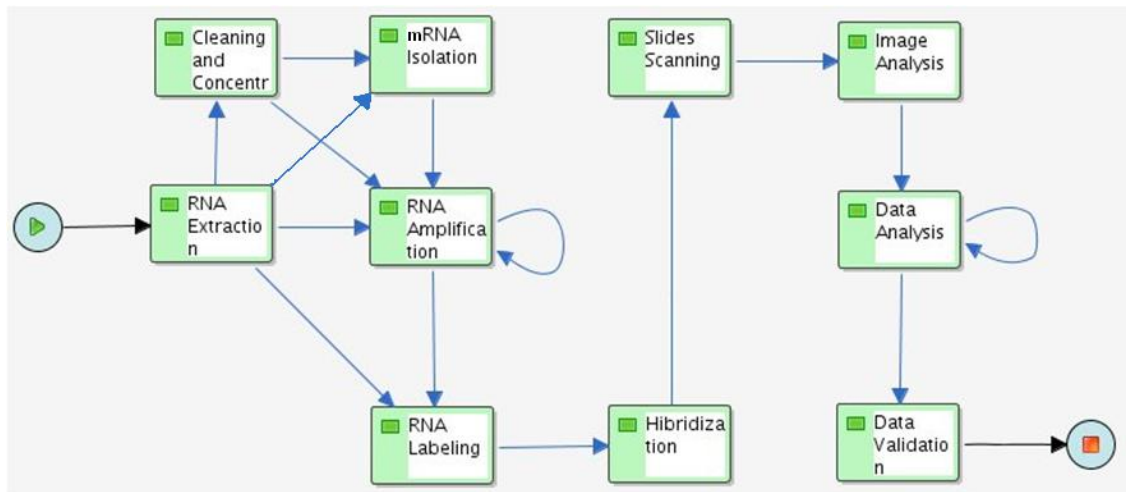 Cleaning
and
Concentr
mRNA
Isolation
Slides
Scanning
Image
Analysis
RNA
Extractio
n
RNA
Amplifica
tion
Data
Analysis
RNA
Labeling
Hibridiza
tion
Data
Validatio
n